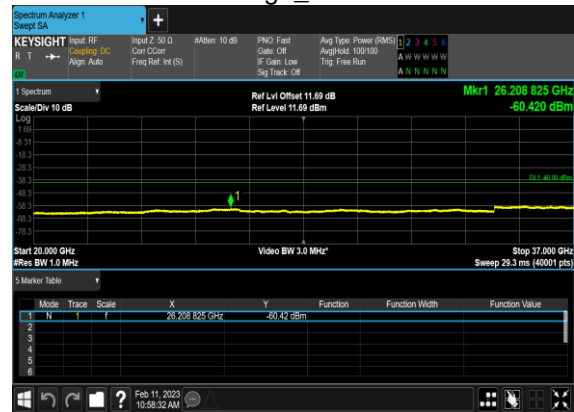 Spectrum Analyzer 1
Swept SA
+
KEYSIGHT Input: RF Input Z: 50 Ω #Atten: 10 dB PNO: Fast Avg Type: Power (RMS) 1 2 3 4 5 6
R T Coupling: DC Corr CCorr Gate: Off Avg|Hold: 100/100 A W W W W W
Align: Auto Freq Ref: Int (S) IF Gain: Low Trig: Free Run
Sig Track: Off A N N N N N
1 Spectrum Ref Lvl Offset 11.69 dB Mkr1 26.208 825 GHz
Scale/Div 10 dB Ref Level 11.69 dBm -60.420 dBm
Log
1.69
-8.31
-18.3
-28.3
-38.3 DL1 -40.00 dBm
-48.3
1
-58.3
-68.3
-78.3
Start 20.000 GHz Video BW 3.0 MHz* Stop 37.000 GHz
#Res BW 1.0 MHz Sweep 29.3 ms (40001 pts)
5 Marker Table
Mode Trace Scale X Y Function Function Width Function Value
1 N 1 f 26.208 825 GHz -60.42 dBm
2
3
4
5
6
? Feb 11, 2023
10:58:32 AM